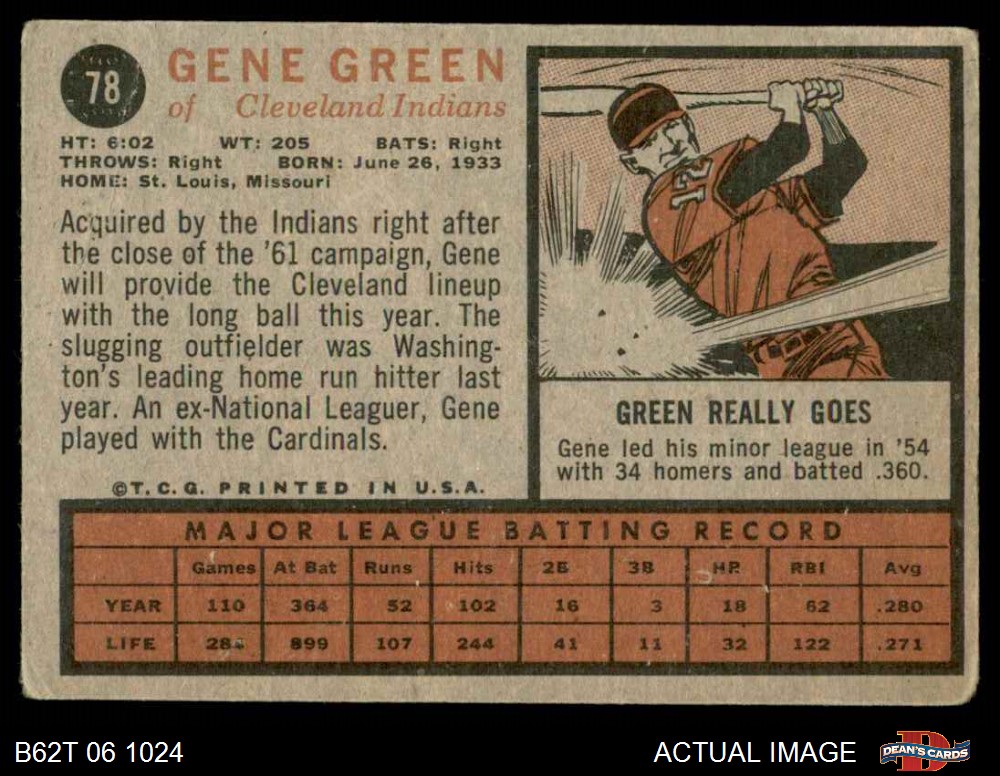 78
GENE GREEN
of Cleveland Indians
HT: 6:02 WT: 205 BATS: Right
THROWS: Right BORN: June 26, 1933
HOME: St. Louis, Missouri
Acquired by the Indians right after
the close of the '61 campaign, Gene
will provide the Cleveland lineup
with the long ball this year. The
slugging outfielder was Washing-
ton's leading home run hitter last
year. An ex-National Leaguer, Gene
played with the Cardinals.
©T.C.G. PRINTED IN U.S.A.
12
GREEN REALLY GOES
Gene led his minor league in '54
with 34 homers and batted .360.
MAJOR LEAGUE BATTING RECORD
Games At Bat Runs Hits 2B 3B HR RBI Avg
YEAR 110 364 52 102 16 3 18 62 .280
LIFE 284 899 107 244 41 11 32 122 .271
B62T 06 1024
ACTUAL IMAGE
D
DEAN'S CARDS